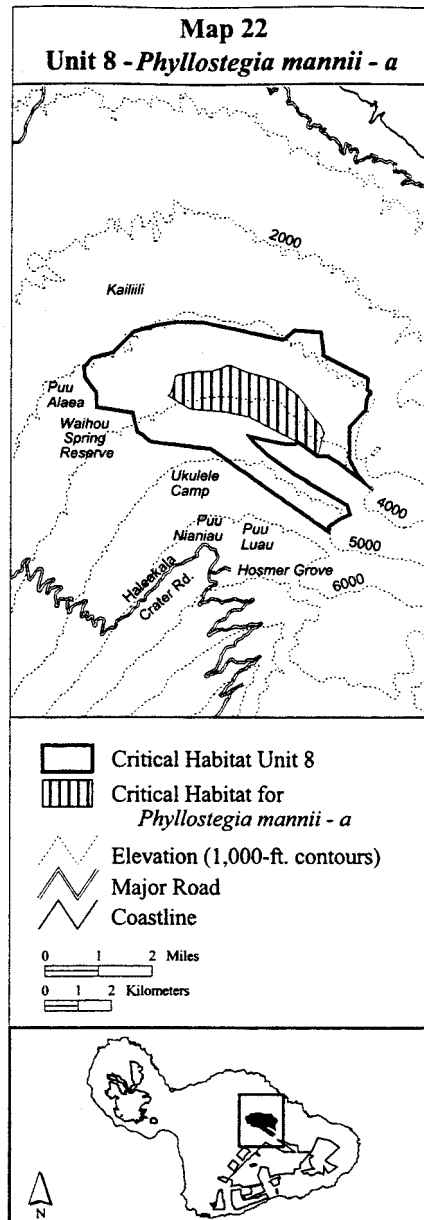 Map 22
Unit 8 - Phyllostegia mannii - a
2000
Kailiili
Puu
Alaea
Waihou
Spring
Reserve
Ukulele
Camp
4000
Puu
Nianiau
Puu
Luau
5000
Haleakala
Crater Rd.
Hosmer Grove
6000
Critical Habitat Unit 8
Critical Habitat for
Phyllostegia mannii - a
Elevation (1,000-ft. contours)
Major Road
Coastline
0 1 2 Miles
0 1 2 Kilometers
N